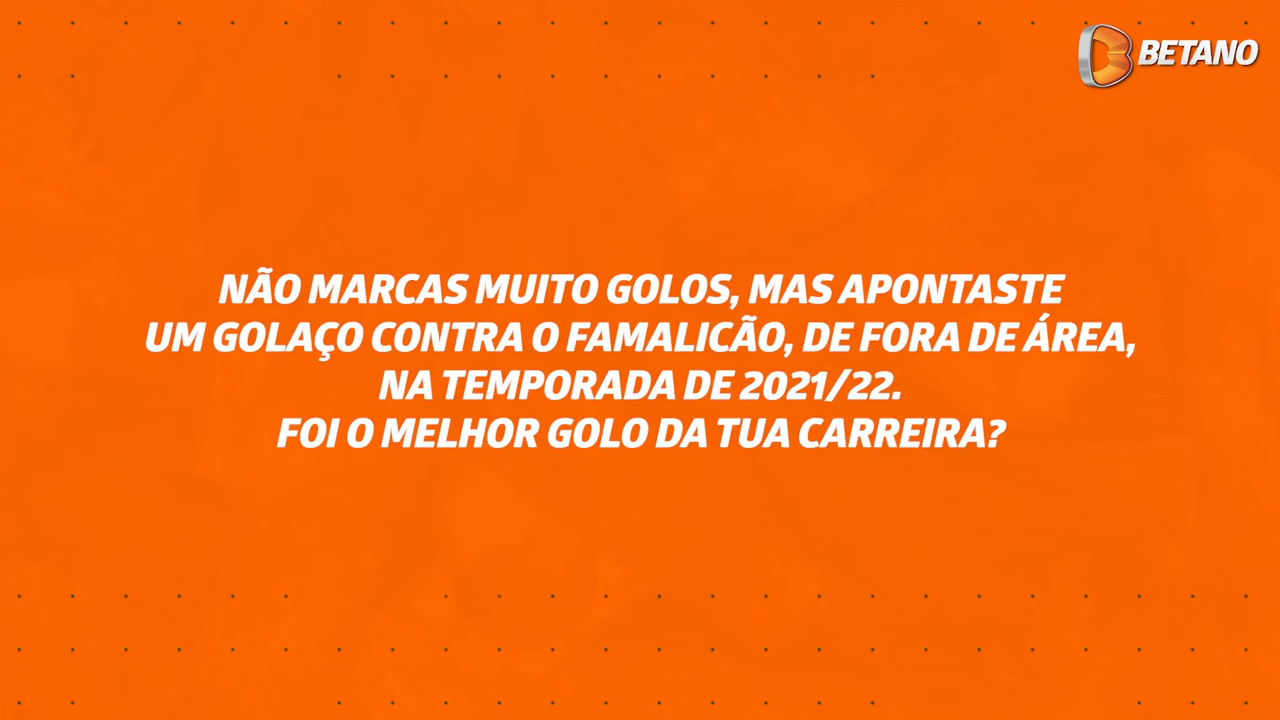 BETANO
NÃO MARCAS MUITO GOLOS, MAS APONTASTE
UM GOLAÇO CONTRA O FAMALICÃO, DE FORA DE ÁREA,
NA TEMPORADA DE 2021/22.
FOI O MELHOR GOLO DA TUA CARREIRA?